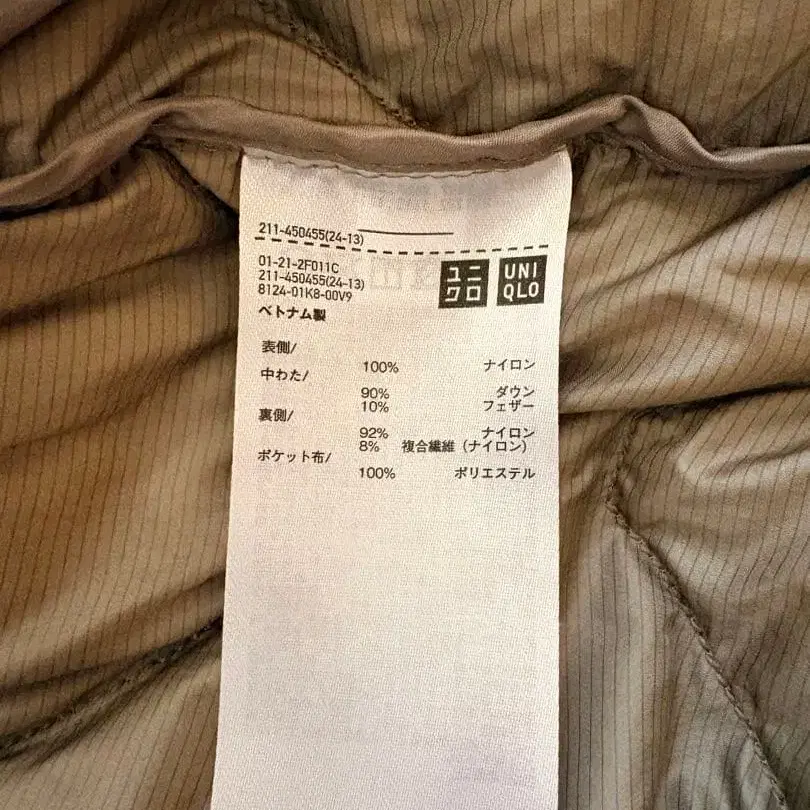 211-450455(24-13)
01-21-2F011C
211-450455(24-13)
8124-01K8-00V9
ユニクロ
UNIQLO
ベトナム製
表側/
100% ナイロン
中わた/
90% ダウン
10% フェザー
裏側/
92% ナイロン
8% 複合繊維(ナイロン)
ポケット布/
100% ポリエステル